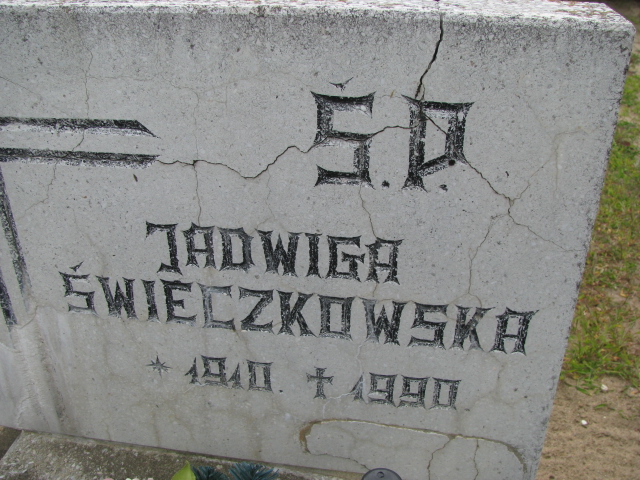 Ś.P.
JADWIGA
ŚWIECZKOWSKA
* 1910. † 1990